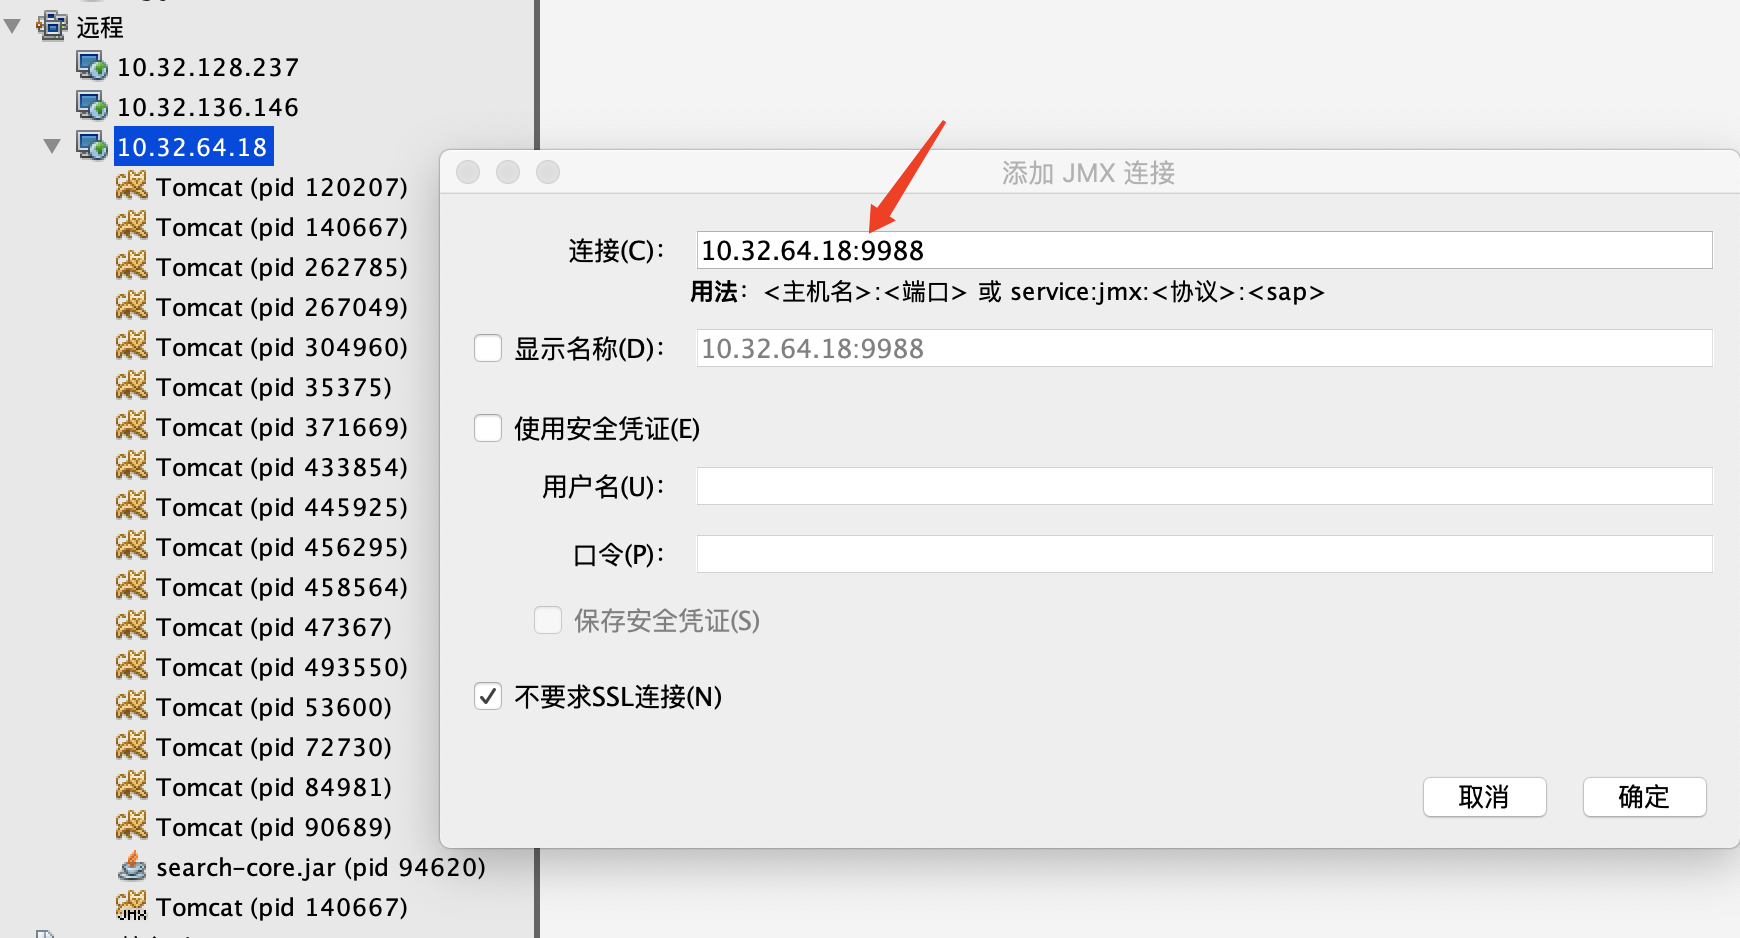 远程
10.32.128.237
10.32.136.146
10.32.64.18
Tomcat (pid 120207)
Tomcat (pid 140667)
Tomcat (pid 262785)
Tomcat (pid 267049)
Tomcat (pid 304960)
Tomcat (pid 35375)
Tomcat (pid 371669)
Tomcat (pid 433854)
Tomcat (pid 445925)
Tomcat (pid 456295)
Tomcat (pid 458564)
Tomcat (pid 47367)
Tomcat (pid 493550)
Tomcat (pid 53600)
Tomcat (pid 72730)
Tomcat (pid 84981)
Tomcat (pid 90689)
search-core.jar (pid 94620)
JMX
Tomcat (pid 140667)
添加 JMX 连接
连接(C)： 10.32.64.18:9988
用法：<主机名>:<端口> 或 service:jmx:<协议>:<sap>
显示名称(D)： 10.32.64.18:9988
使用安全凭证(E)
用户名(U)：
口令(P)：
保存安全凭证(S)
不要求SSL连接(N)
取消 确定